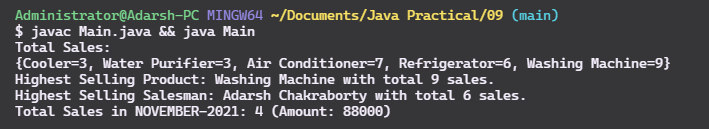 Administrator@Adarsh-PC MINGW64 ~/Documents/Java Practical/09 (main)
$ javac Main.java && java Main
Total Sales:
{Cooler=3, Water Purifier=3, Air Conditioner=7, Refrigerator=6, Washing Machine=9}
Highest Selling Product: Washing Machine with total 9 sales.
Highest Selling Salesman: Adarsh Chakraborty with total 6 sales.
Total Sales in NOVEMBER-2021: 4 (Amount: 88000)